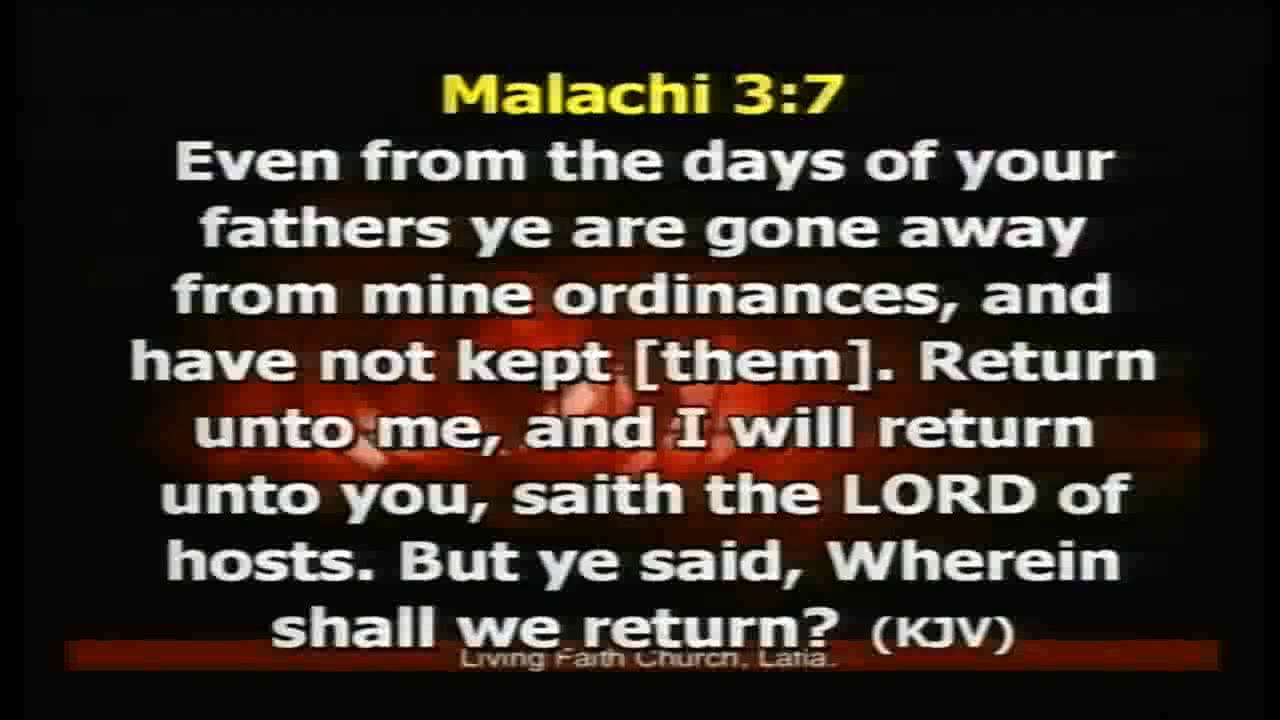 Malachi 3:7
Even from the days of your
fathers ye are gone away
from mine ordinances, and
have not kept [them]. Return
unto me, and I will return
unto you, saith the LORD of
hosts. But ye said, Wherein
shall we return? (KJV)
Living Faith Church, Lafia.